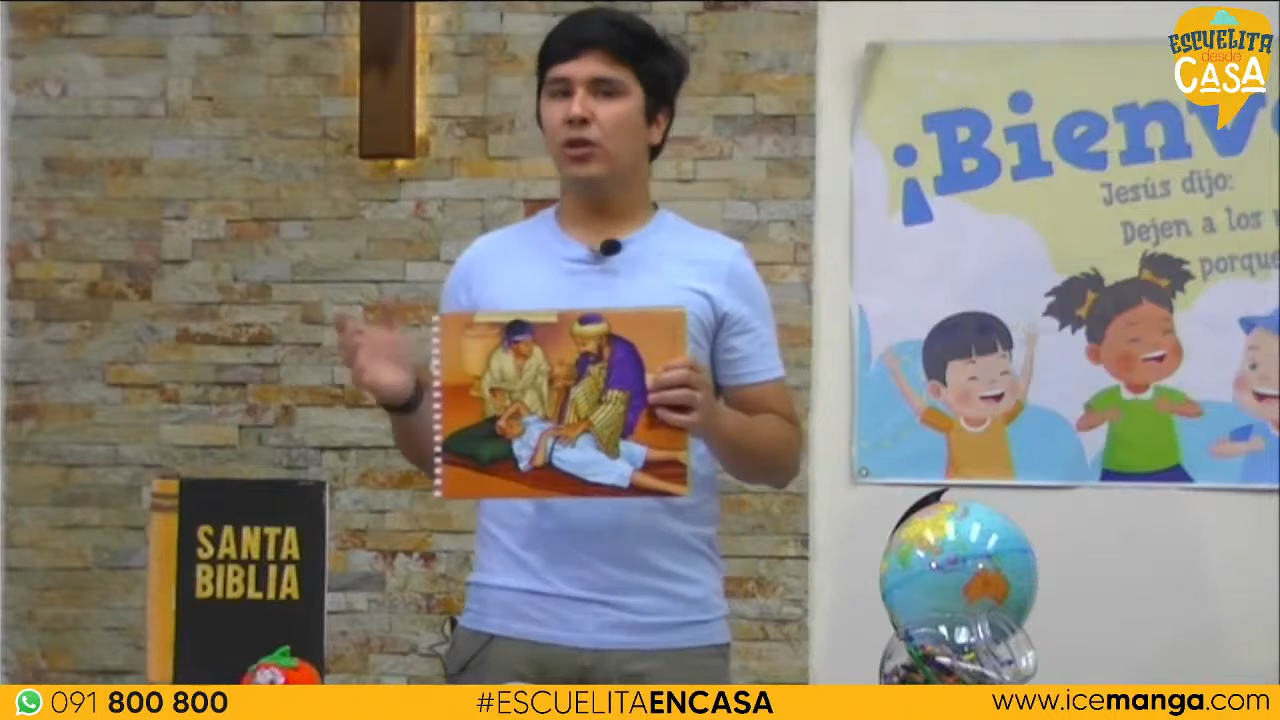 ESCUELITA
desde
CASA
¡Bienv
Jesús dijo:
Dejen a los
porque
SANTA
BIBLIA
091 800 800
#ESCUELITAENCASA
www.icemanga.com